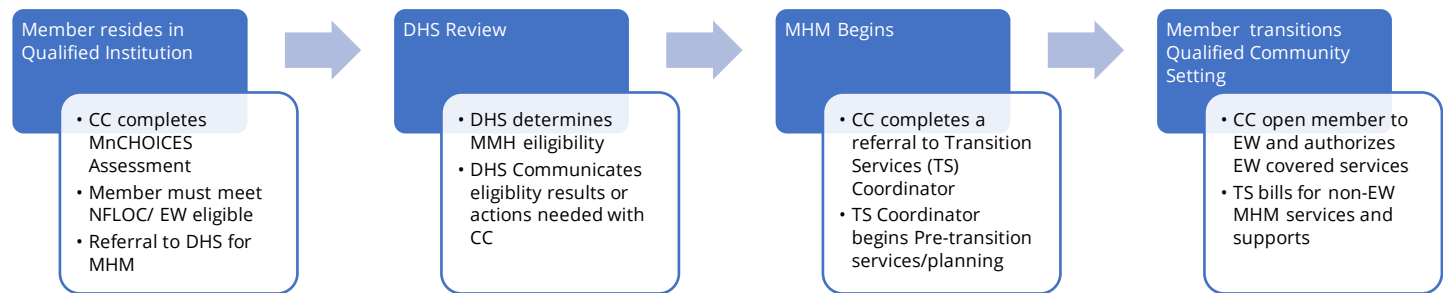 Member resides in
Qualified Institution
• CC completes
MnCHOICES
Assessment
• Member must meet
NFLOC/ EW eligible
• Referral to DHS for
MHM
DHS Review
• DHS determines
MMH eiligibility
• DHS Communicates
eligiblity results or
actions needed with
CC
MHM Begins
• CC completes a
referral to Transition
Services (TS)
Coordinator
• TS Coordinator
begins Pre-transition
services/planning
Member transitions
Qualified Community
Setting
• CC open member to
EW and authorizes
EW covered services
• TS bills for non-EW
MHM services and
supports